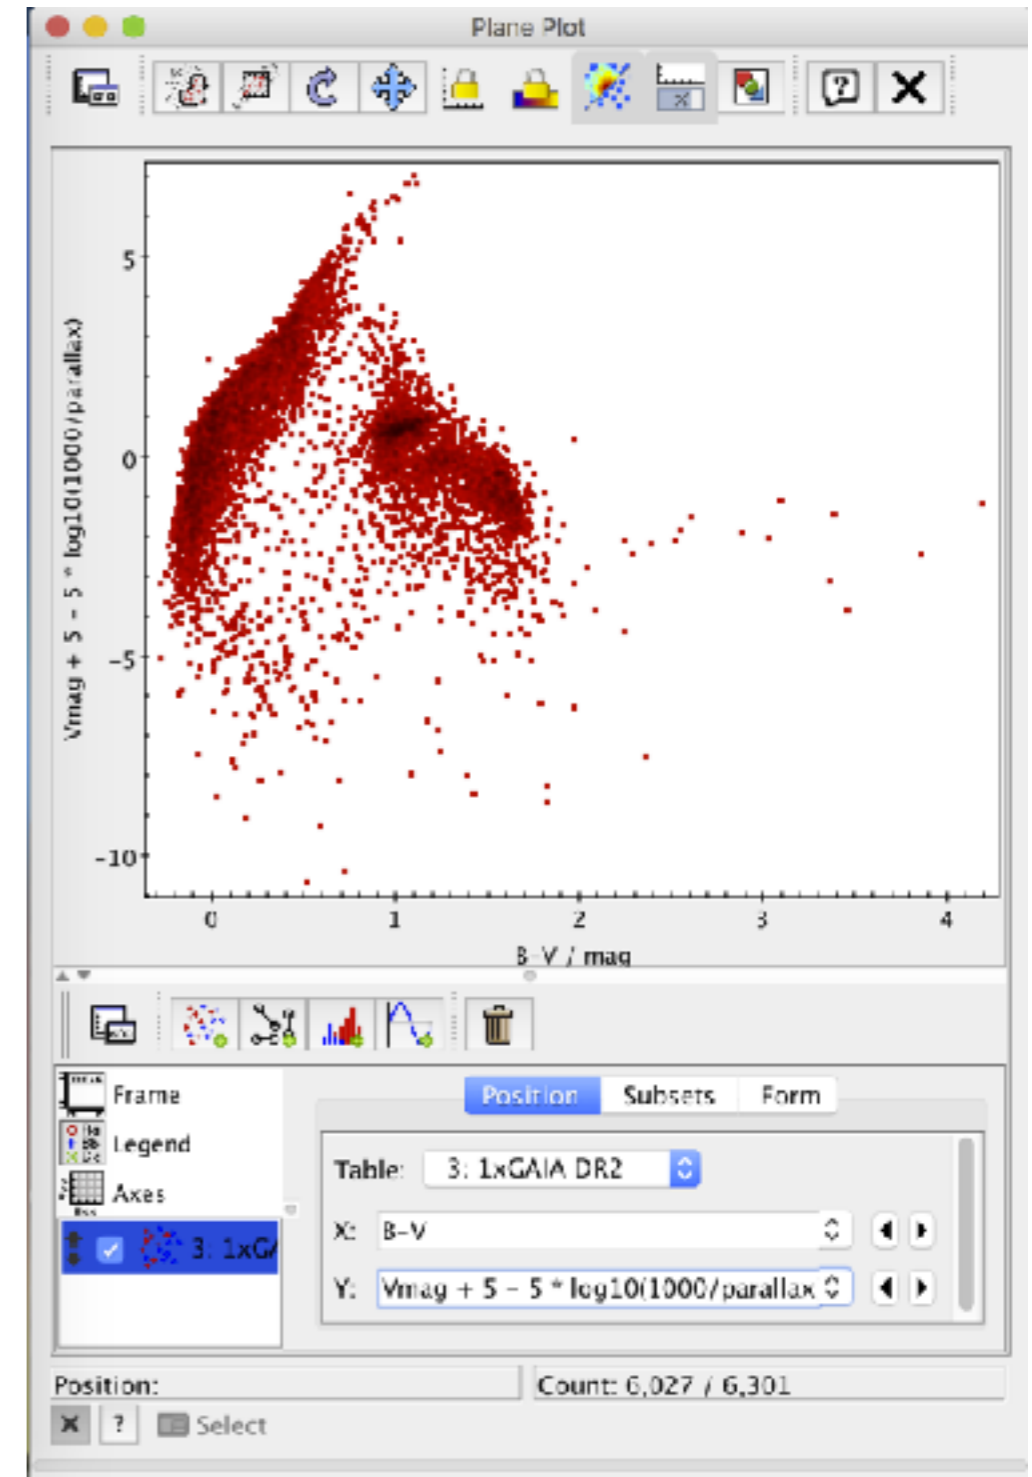 Plane Plot
5
0
-5
-10
Vmag + 5 - 5 * log10(1000/parallax)
0 1 2 3 4
B-V / mag
Frame
Legend
Axes
3: 1xGA
Position Subsets Form
Table: 3: 1xGAIA DR2
X: B-V
Y: Vmag + 5 - 5 * log10(1000/parallax
Position:
Count: 6,027 / 6,301
Select